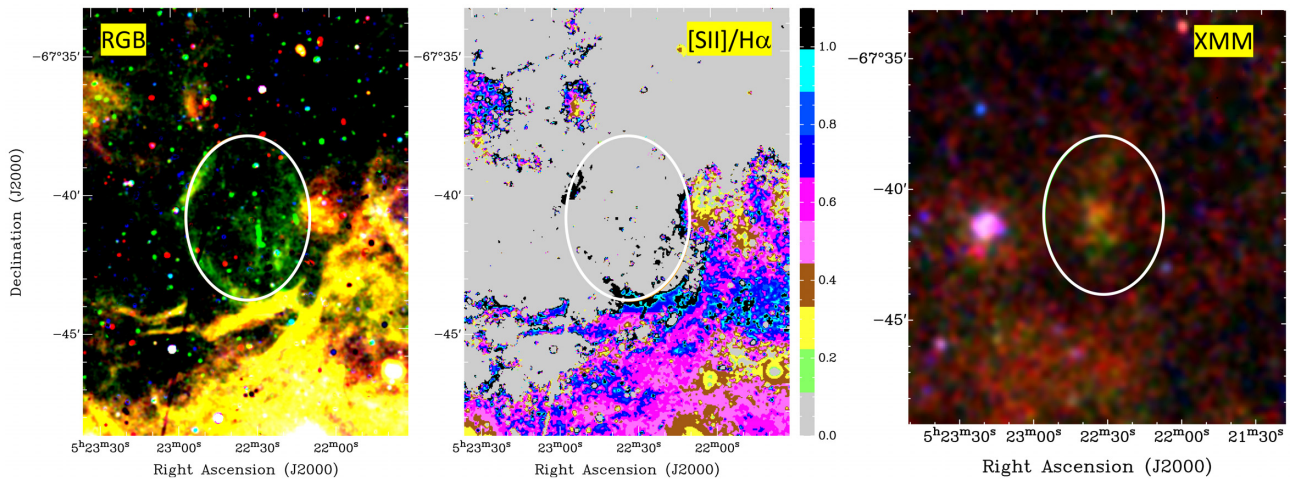 RGB
[SII]/Hα
XMM
Declination (J2000)
−67°35′
−40′
−45′
5ʰ23ᵐ30ˢ
23ᵐ00ˢ
22ᵐ30ˢ
22ᵐ00ˢ
Right Ascension (J2000)
−67°35′
−40′
−45′
5ʰ23ᵐ30ˢ
23ᵐ00ˢ
22ᵐ30ˢ
22ᵐ00ˢ
Right Ascension (J2000)
1.0
0.8
0.6
0.4
0.2
0.0
−67°35′
−40′
−45′
5ʰ23ᵐ30ˢ
23ᵐ00ˢ
22ᵐ30ˢ
22ᵐ00ˢ
21ᵐ30ˢ
Right Ascension (J2000)